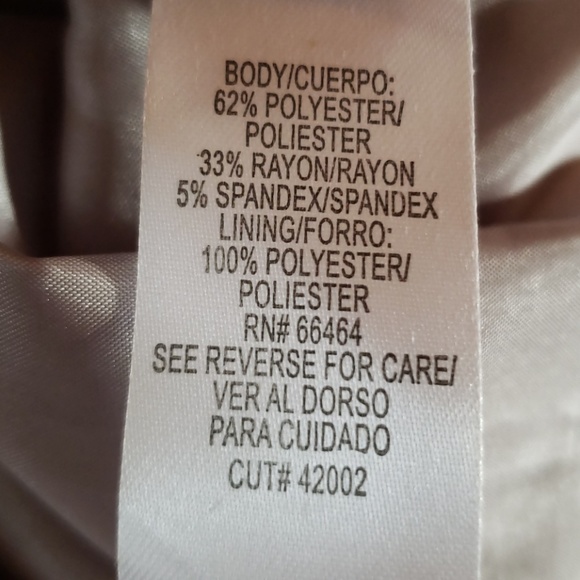 BODY/CUERPO:
62% POLYESTER/
POLIESTER
33% RAYON/RAYON
5% SPANDEX/SPANDEX
LINING/FORRO:
100% POLYESTER/
POLIESTER
RN# 66464
SEE REVERSE FOR CARE/
VER AL DORSO
PARA CUIDADO
CUT# 42002